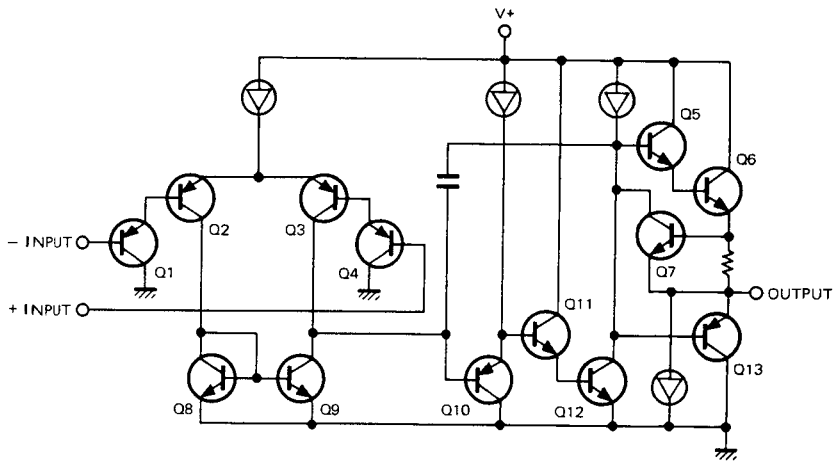 V+
Q5
Q6
Q2
Q3
− INPUT
Q1
Q4
Q7
+ INPUT
OUTPUT
Q11
Q8
Q9
Q10
Q12
Q13